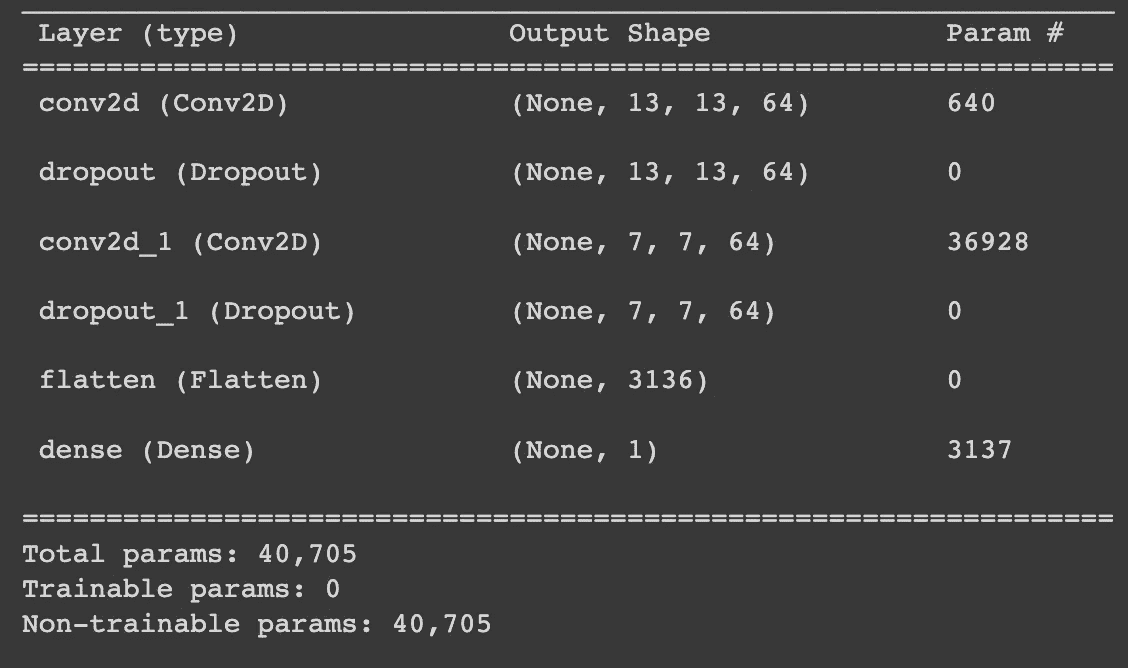 Layer (type) Output Shape Param #
=================================================================
conv2d (Conv2D) (None, 13, 13, 64) 640
dropout (Dropout) (None, 13, 13, 64) 0
conv2d_1 (Conv2D) (None, 7, 7, 64) 36928
dropout_1 (Dropout) (None, 7, 7, 64) 0
flatten (Flatten) (None, 3136) 0
dense (Dense) (None, 1) 3137
=================================================================
Total params: 40,705
Trainable params: 0
Non-trainable params: 40,705